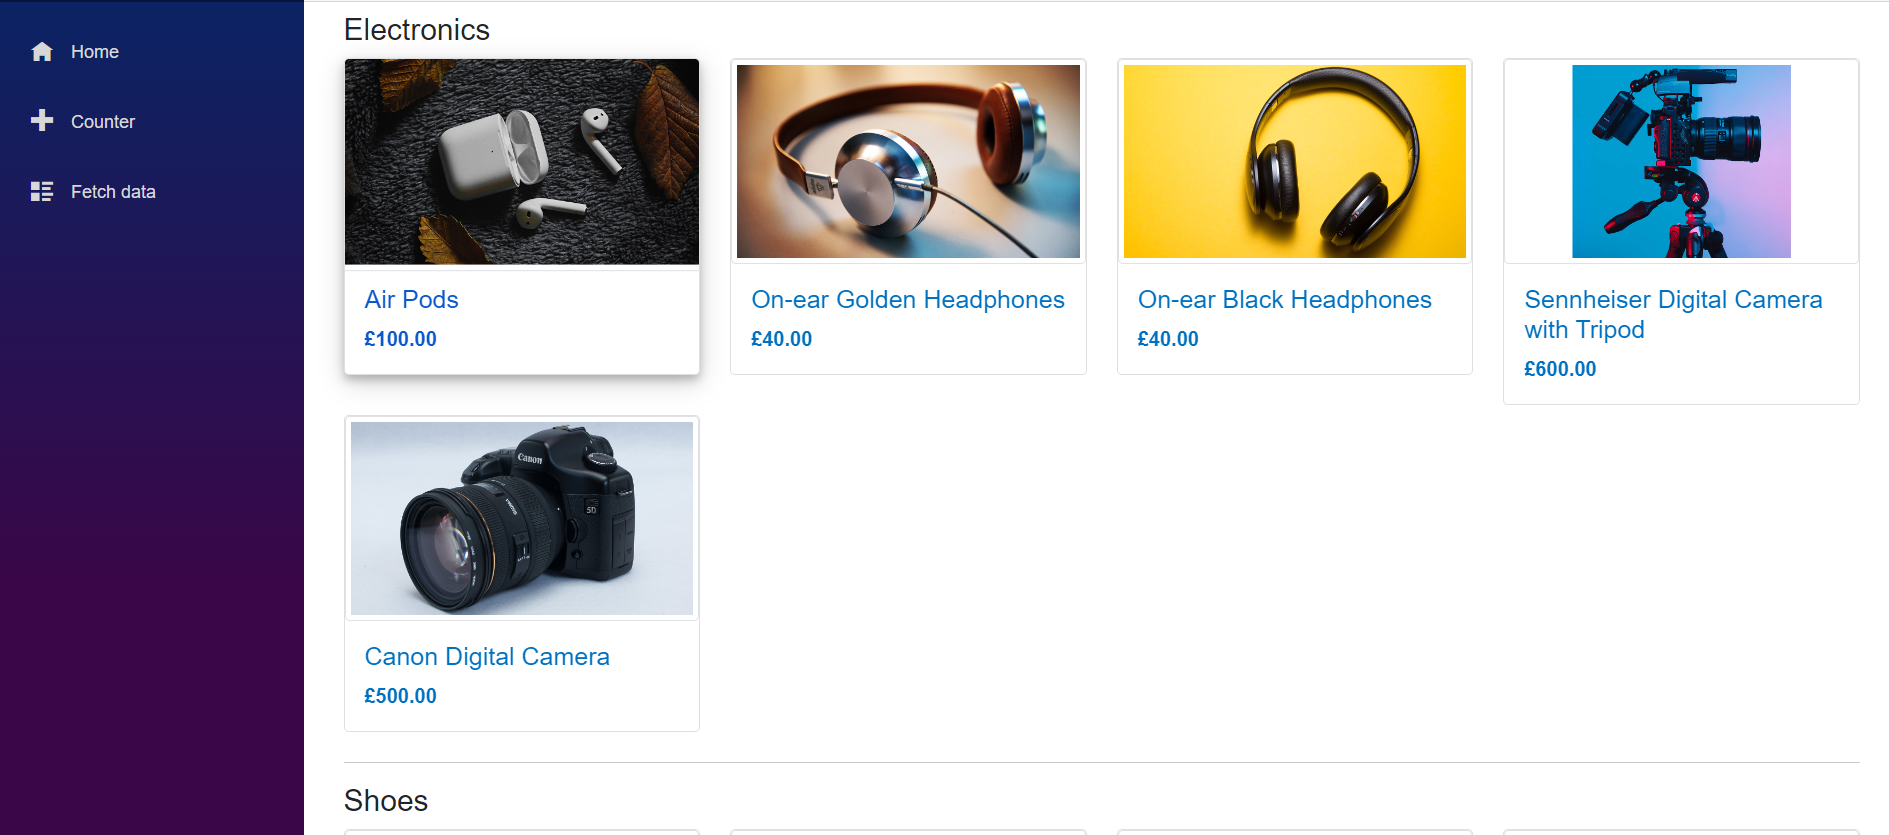 Home
Counter
Fetch data
Electronics
Air Pods
£100.00
On-ear Golden Headphones
£40.00
On-ear Black Headphones
£40.00
Sennheiser Digital Camera
with Tripod
£600.00
Canon
5D
Canon Digital Camera
£500.00
Shoes